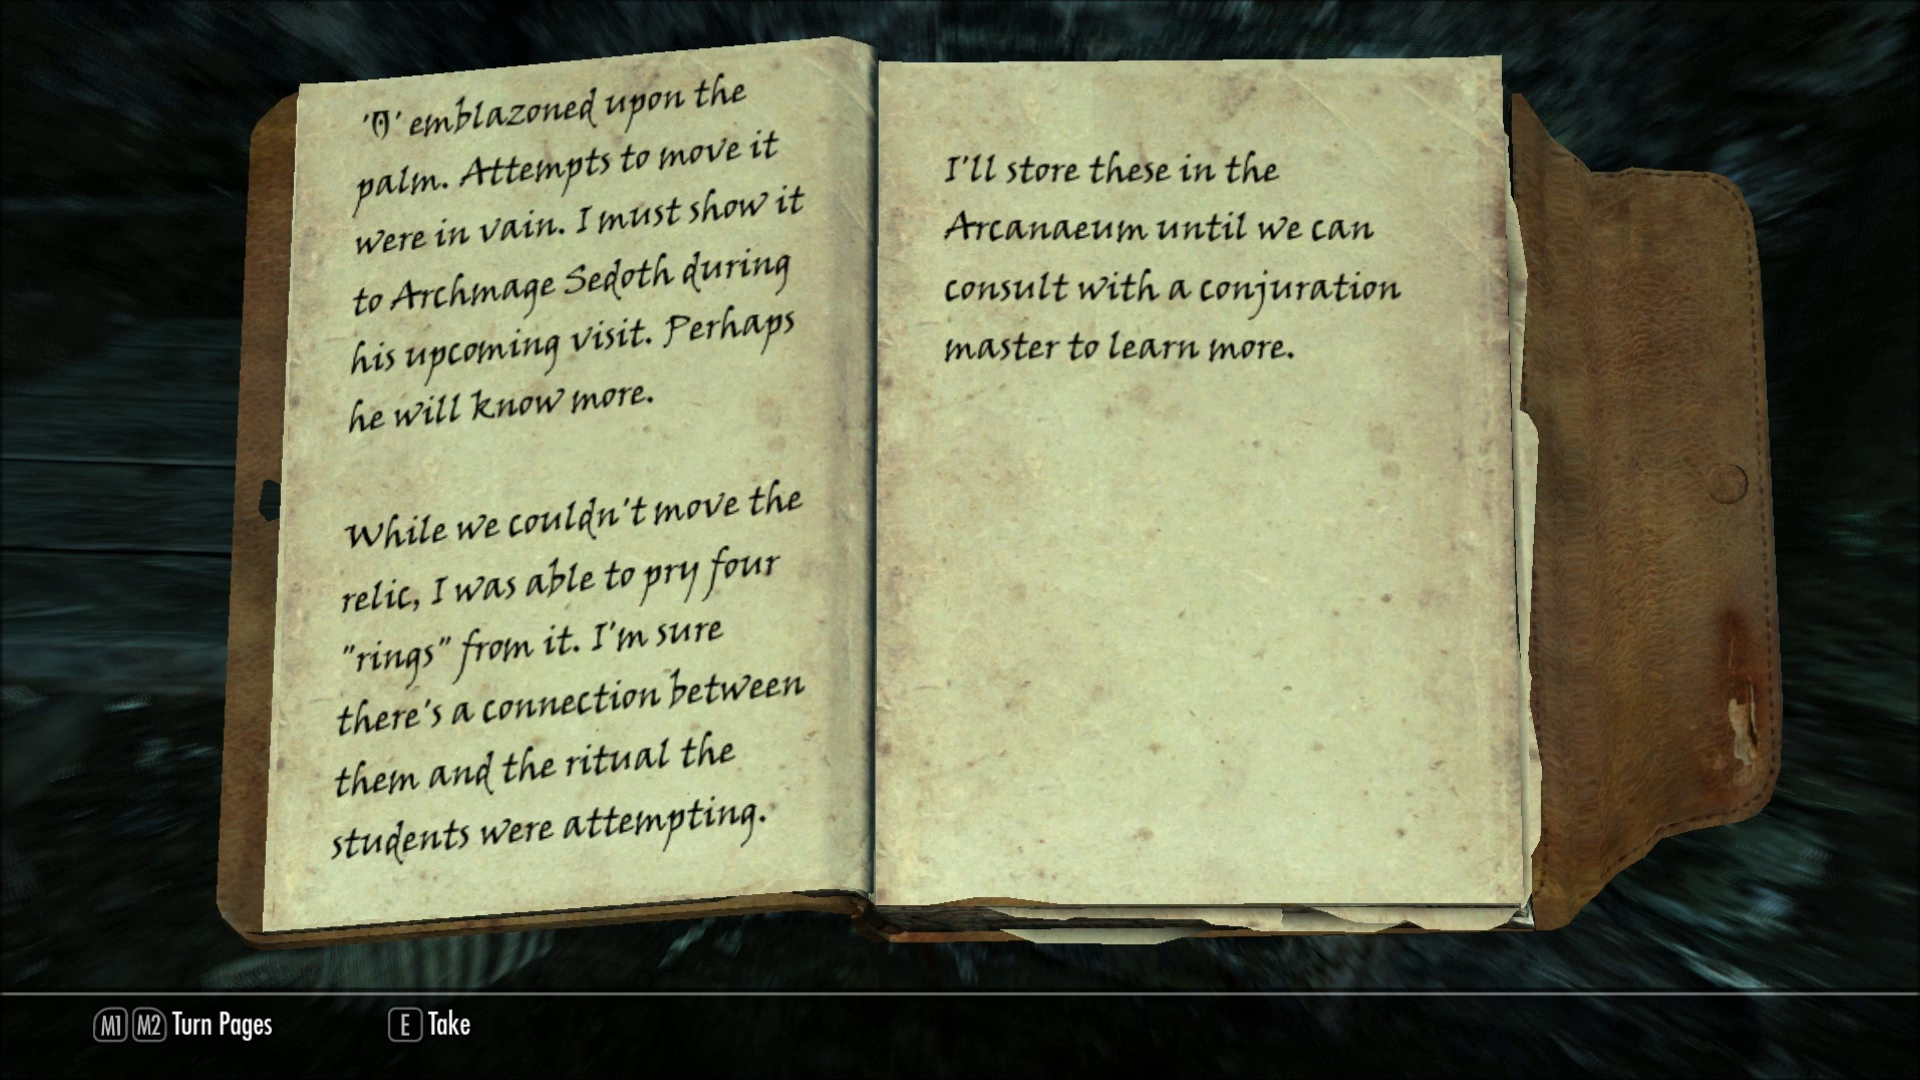 emblazoned upon the
palm. Attempts to move it
were in vain. I must show it
to Archmage Sedoth during
his upcoming visit. Perhaps
he will know more.
While we couldn't move the
relic, I was able to pry four
"rings" from it. I'm sure
there's a connection between
them and the ritual the
students were attempting.
I'll store these in the
Arcanaeum until we can
consult with a conjuration
master to learn more.
M1 M2 Turn Pages
E Take